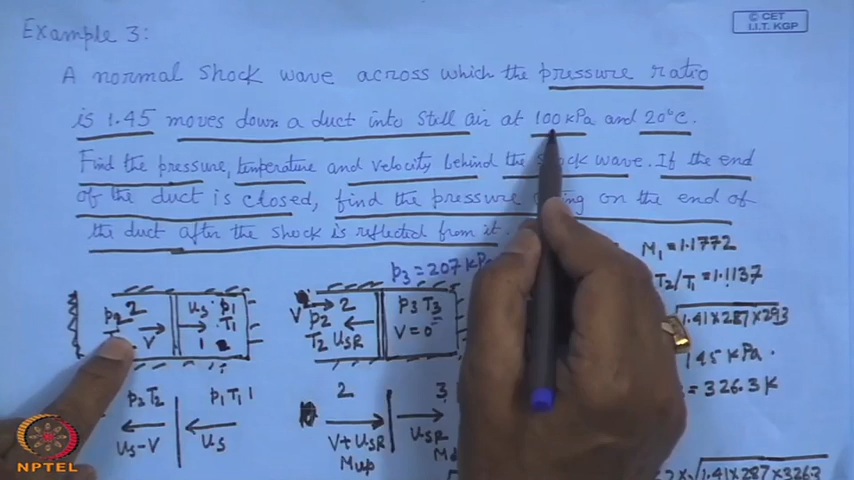 © CET
I.I.T. KGP
Example 3:
A normal shock wave across which the pressure ratio
is 1.45 moves down a duct into still air at 100 kPa and 20°C.
Find the pressure, temperature and velocity behind the shock wave. If the end
of the duct is closed, find the pressure on the end of
the duct after the shock is reflected from it.
M₁ = 1.1772
p₃ = 207 kPa
T₂/T₁ = 1.1137
√1.41×287×293
145 kPa.
= 326.3 K
p₂ 2
V
Us p₁
T₁
1
V 2
p₂
T₂ USR
p₃ T₃
V = 0
p₂ T₂
p₁ T₁ 1
Us-V
Us
2
3
V+USR
USR
Mup
√1.41×287×326.3
NPTEL